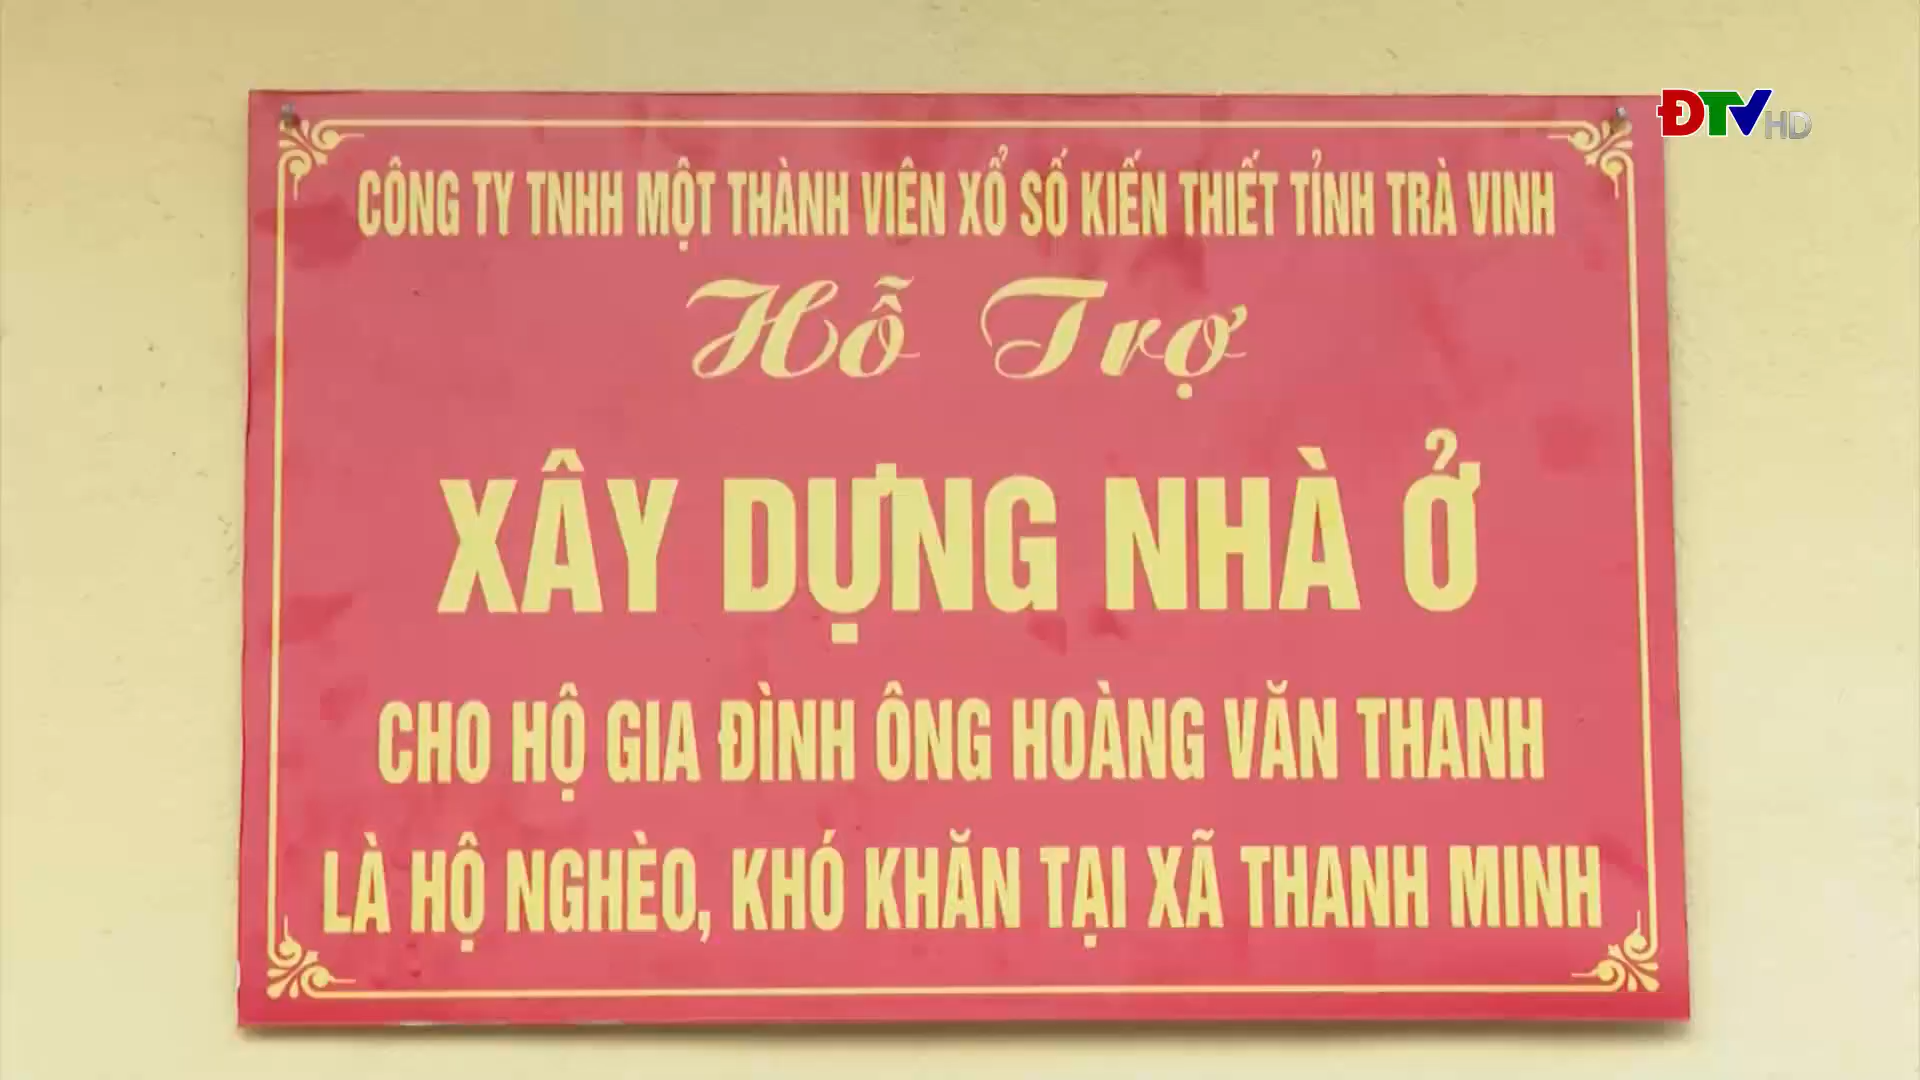 ĐTV HD
CÔNG TY TNHH MỘT THÀNH VIÊN XỔ SỐ KIẾN THIẾT TỈNH TRÀ VINH
Hỗ Trợ
XÂY DỰNG NHÀ Ở
CHO HỘ GIA ĐÌNH ÔNG HOÀNG VĂN THANH
LÀ HỘ NGHÈO, KHÓ KHĂN TẠI XÃ THANH MINH